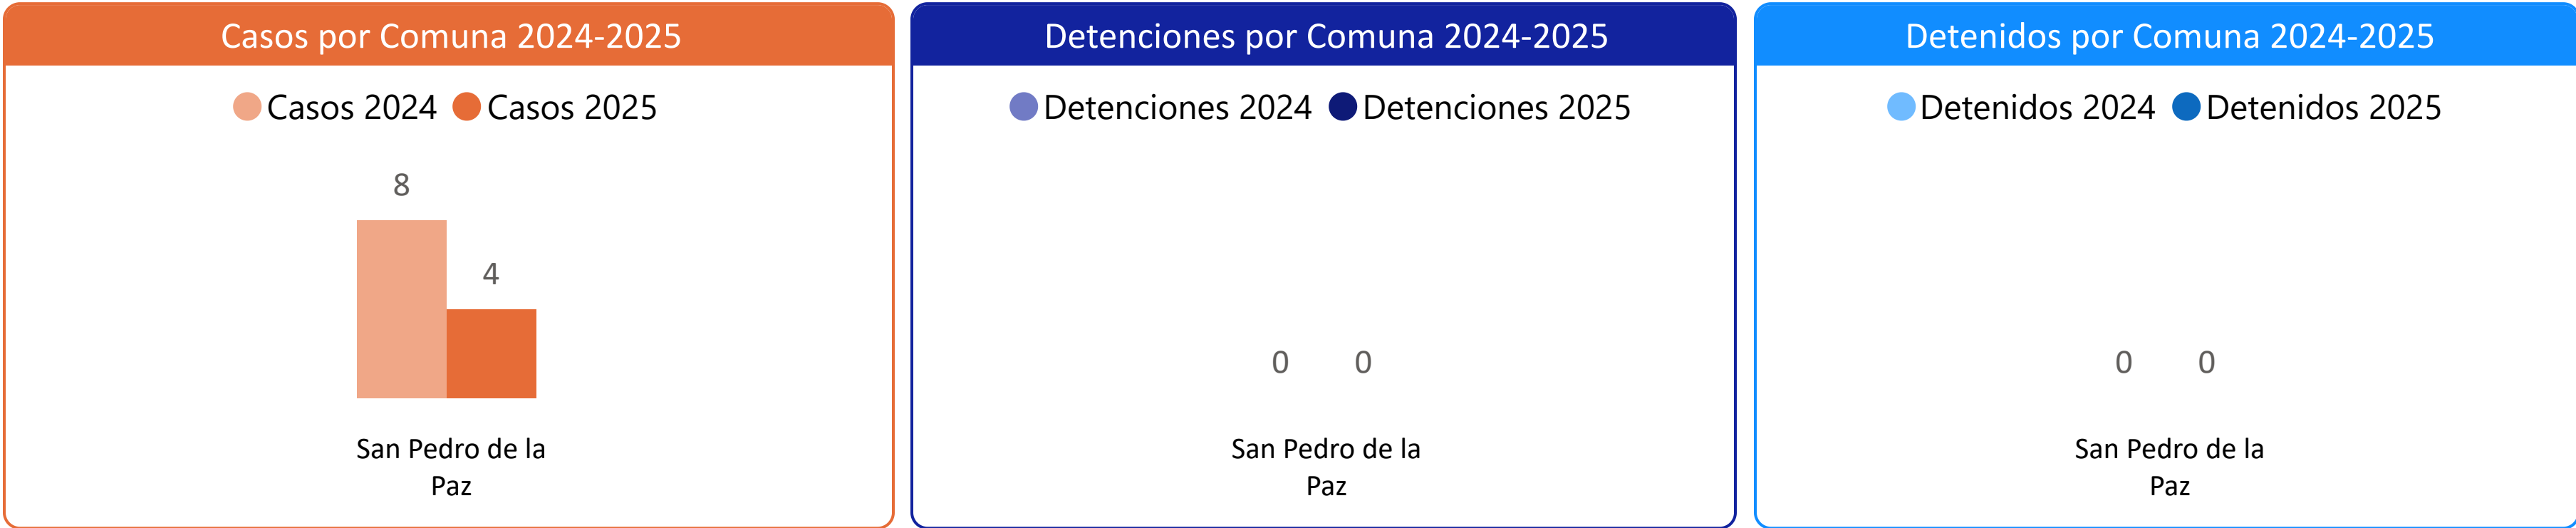 Casos por Comuna 2024-2025
Casos 2024 Casos 2025
8
4
San Pedro de la
Paz
Detenciones por Comuna 2024-2025
Detenciones 2024 Detenciones 2025
0 0
San Pedro de la
Paz
Detenidos por Comuna 2024-2025
Detenidos 2024 Detenidos 2025
0 0
San Pedro de la
Paz